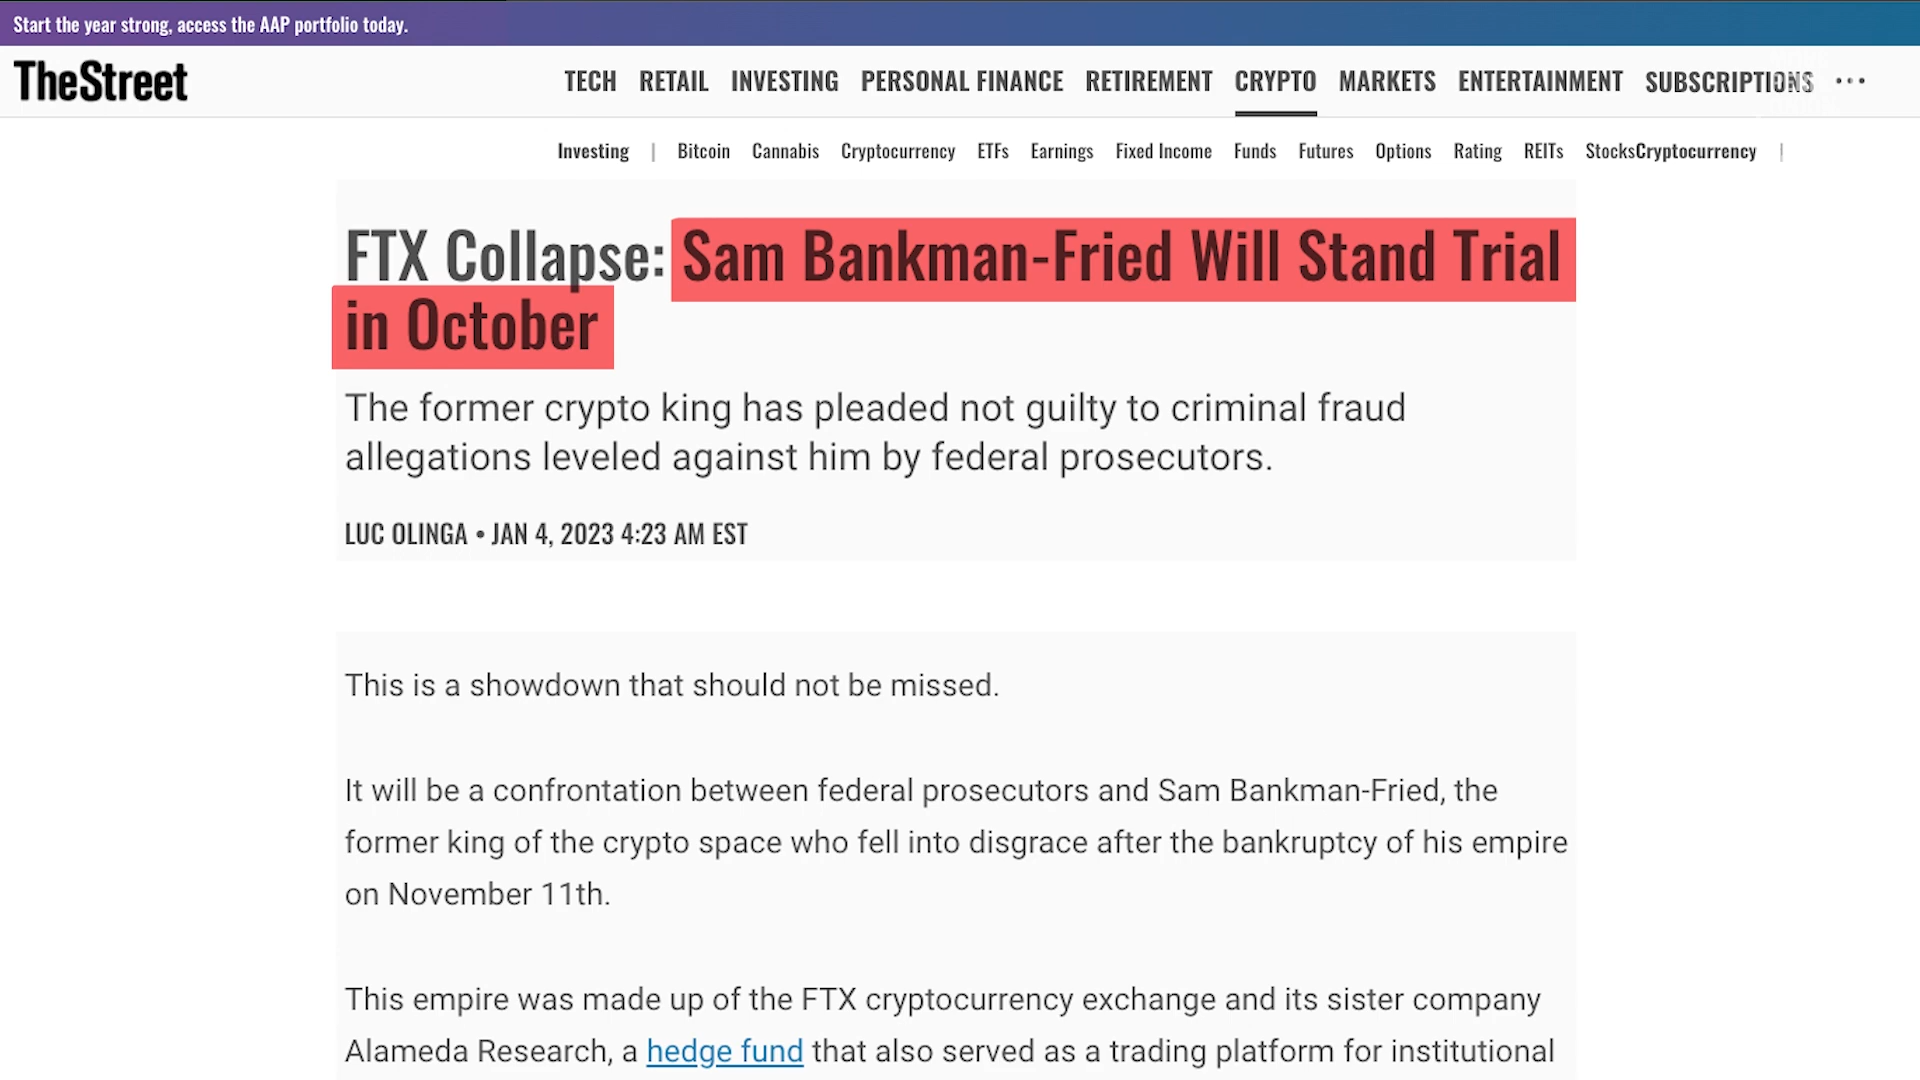 Start the year strong, access the AAP portfolio today.
TheStreet
TECH RETAIL INVESTING PERSONAL FINANCE RETIREMENT CRYPTO MARKETS ENTERTAINMENT SUBSCRIPTIONS ...
Investing | Bitcoin Cannabis Cryptocurrency ETFs Earnings Fixed Income Funds Futures Options Rating REITs StocksCryptocurrency |
FTX Collapse: Sam Bankman-Fried Will Stand Trial
in October
The former crypto king has pleaded not guilty to criminal fraud
allegations leveled against him by federal prosecutors.
LUC OLINGA • JAN 4, 2023 4:23 AM EST
This is a showdown that should not be missed.
It will be a confrontation between federal prosecutors and Sam Bankman-Fried, the
former king of the crypto space who fell into disgrace after the bankruptcy of his empire
on November 11th.
This empire was made up of the FTX cryptocurrency exchange and its sister company
Alameda Research, a hedge fund that also served as a trading platform for institutional